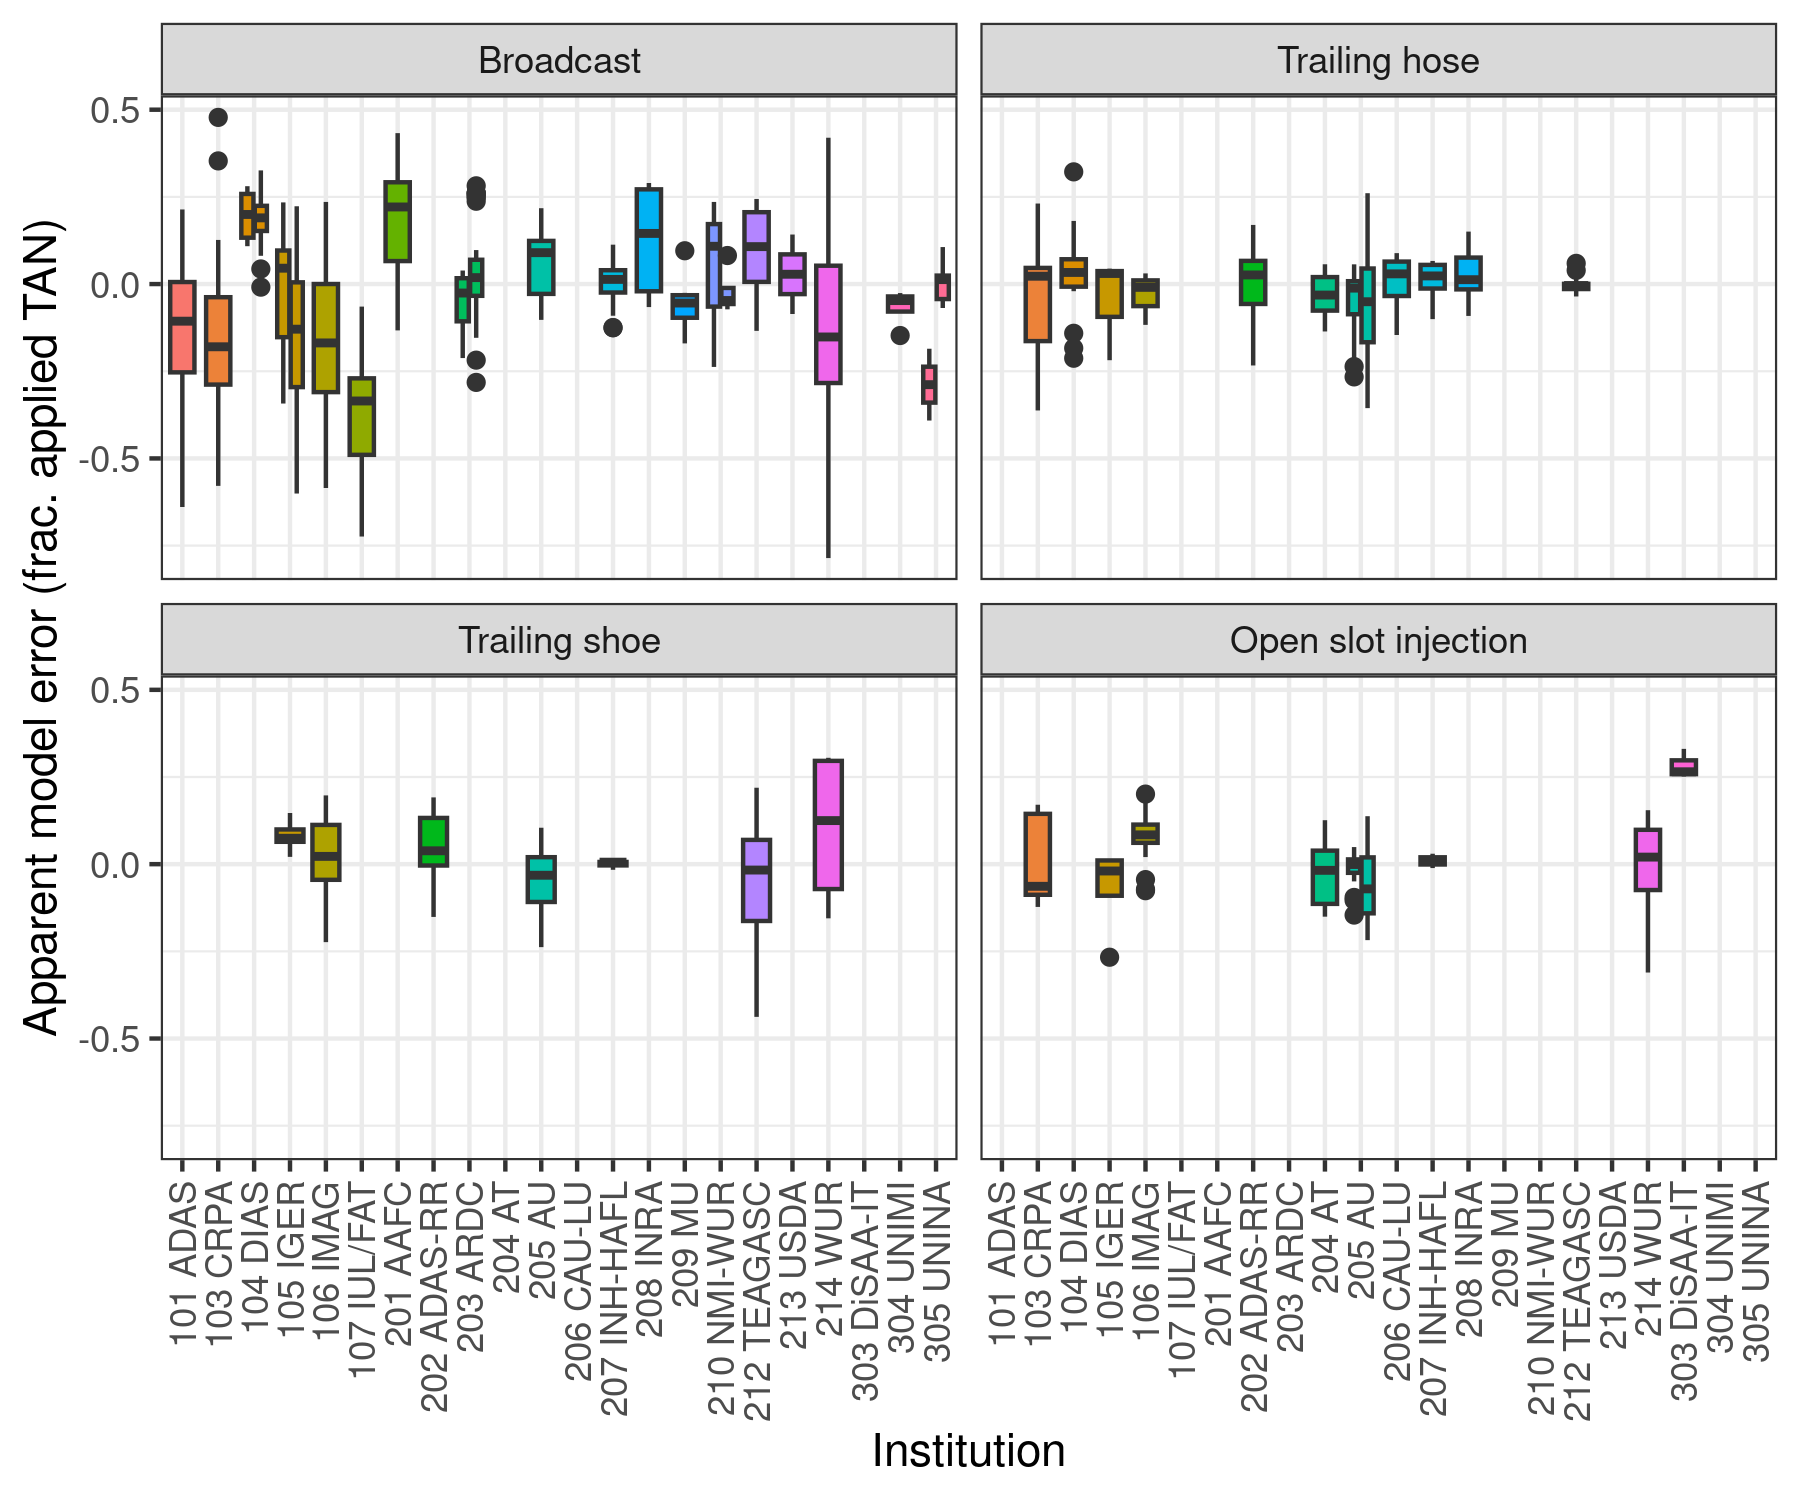 Broadcast
Trailing hose
0.5
0.0
-0.5
Trailing shoe
Open slot injection
0.5
0.0
-0.5
Apparent model error (frac. applied TAN)
101 ADAS
103 CRPA
104 DIAS
105 IGER
106 IMAG
107 IUL/FAT
201 AAFC
202 ADAS-RR
203 ARDC
204 AT
205 AU
206 CAU-LU
207 INH-HAFL
208 INRA
209 MU
210 NMI-WUR
212 TEAGASC
213 USDA
214 WUR
303 DiSAA-IT
304 UNIMI
305 UNINA
101 ADAS
103 CRPA
104 DIAS
105 IGER
106 IMAG
107 IUL/FAT
201 AAFC
202 ADAS-RR
203 ARDC
204 AT
205 AU
206 CAU-LU
207 INH-HAFL
208 INRA
209 MU
210 NMI-WUR
212 TEAGASC
213 USDA
214 WUR
303 DiSAA-IT
304 UNIMI
305 UNINA
Institution